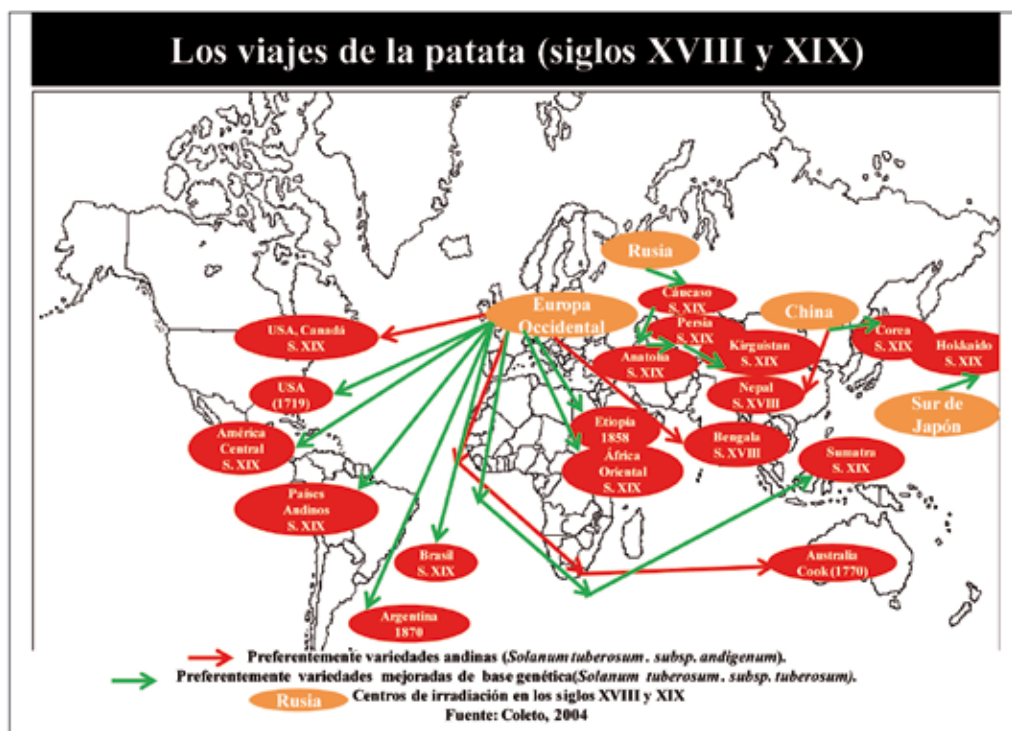 Los viajes de la patata (siglos XVIII y XIX)
Rusia
Cáucaso
S. XIX
Europa
Occidental
China
USA, Canadá
S. XIX
Persia
S. XIX
Corea
S. XIX
Hokkaido
S. XIX
Anatolia
S. XIX
Kirguistan
S. XIX
USA
(1719)
Nepal
S. XVIII
Sur de
Japón
América
Central
S. XIX
Etiopia
1858
Bengala
S. XVIII
África
Oriental
S. XIX
Sumatra
S. XIX
Países
Andinos
S. XIX
Brasil
S. XIX
Australia
Cook (1770)
Argentina
1870
Preferentemente variedades andinas (Solanum tuberosum. subsp. andigenum).
Preferentemente variedades mejoradas de base genética(Solanum tuberosum. subsp. tuberosum).
Rusia Centros de irradiación en los siglos XVIII y XIX
Fuente: Coleto, 2004